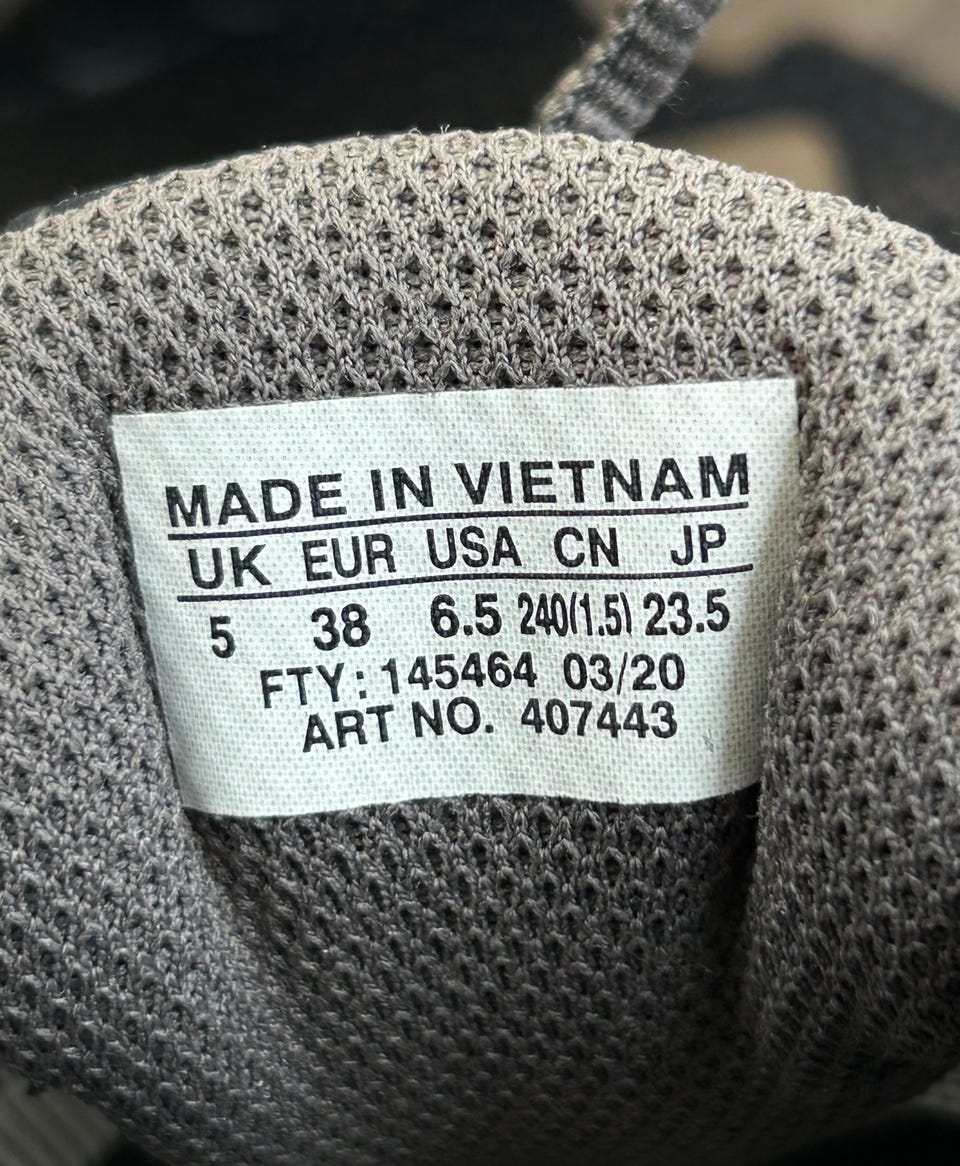 MADE IN VIETNAM
UK EUR USA CN JP
5 38 6.5 240(1.5) 23.5
FTY: 145464 03/20
ART NO. 407443